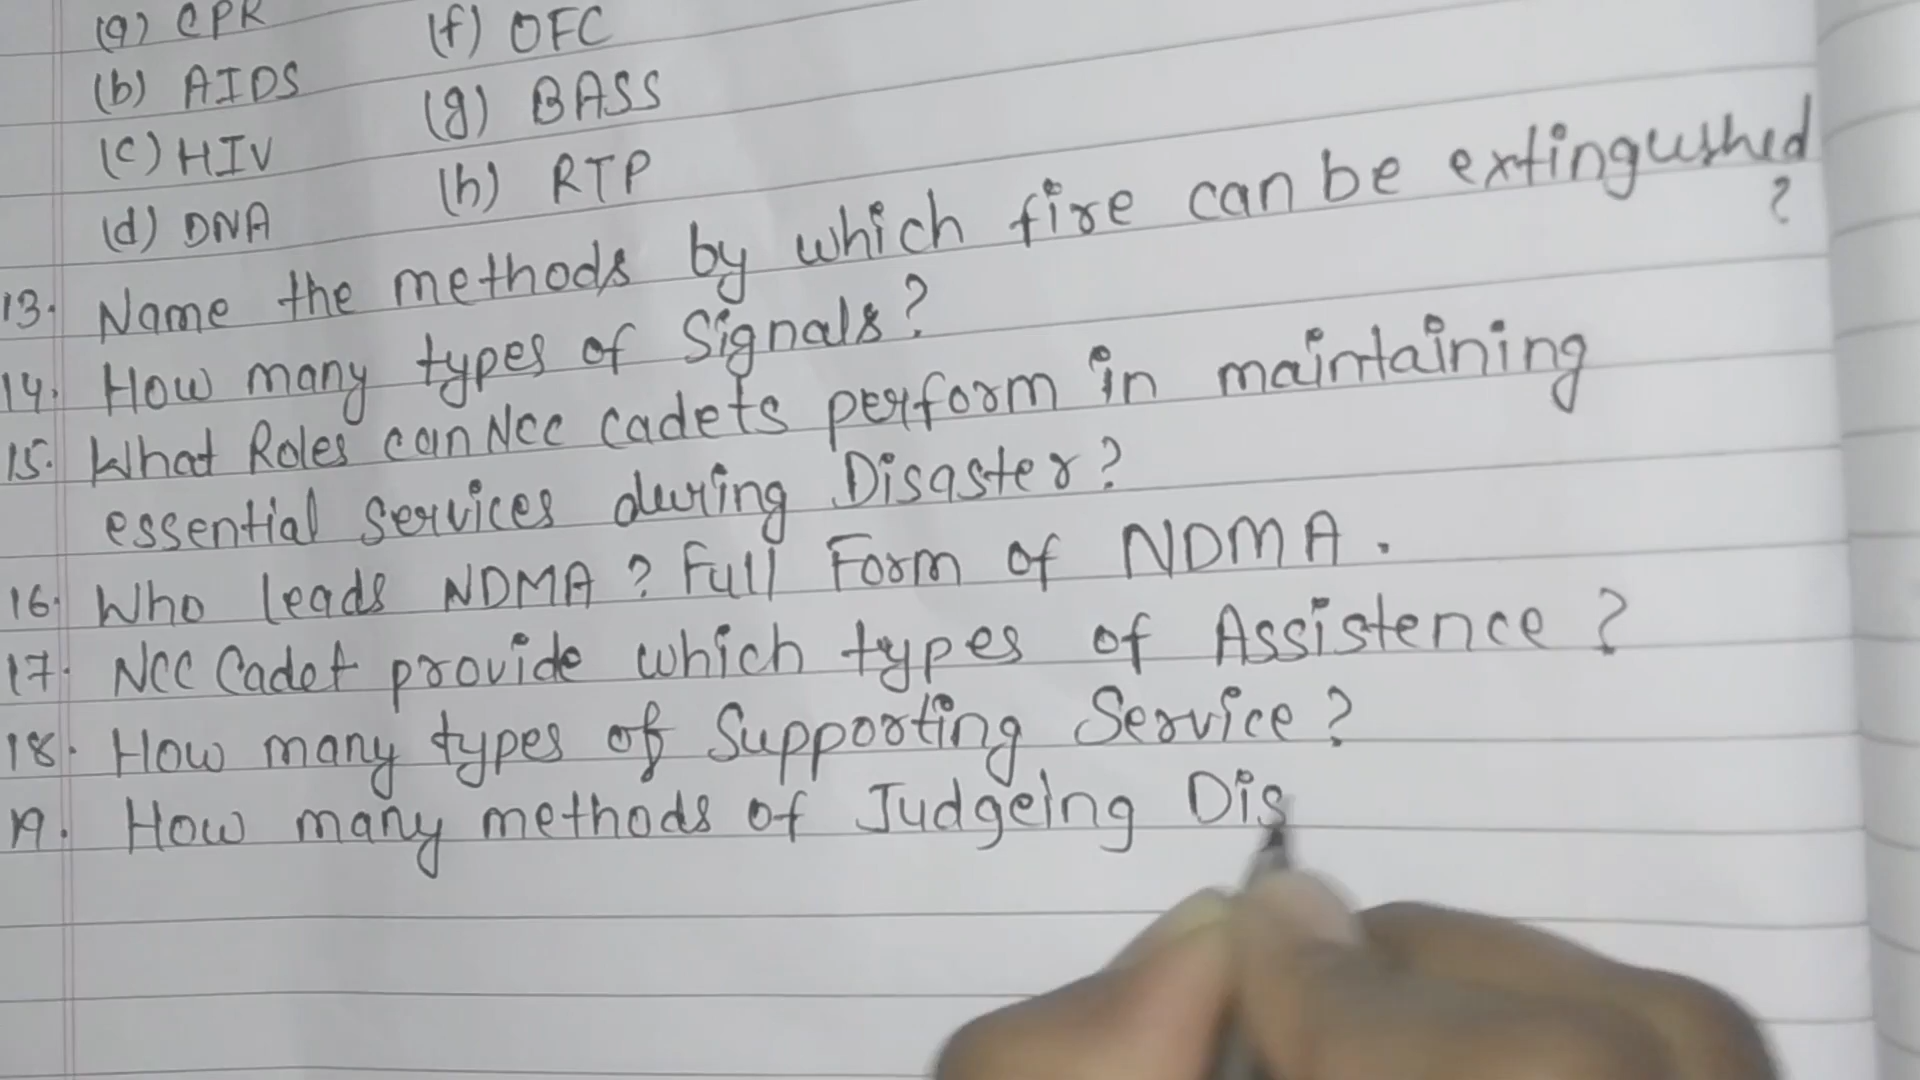 (a) CPR (f) OFC
(b) AIDS (g) BASS
(c) HIV (h) RTP
(d) DNA
13. Name the methods by which fire can be extinguished
?
14. How many types of Signals?
15. What Roles can NCC cadets perform in maintaining
essential services during Disaster?
16. Who leads NDMA? Full Form of NDMA.
17. NCC Cadet provide which types of Assistence?
18. How many types of Supporting Service?
19. How many methods of Judgeing Dis